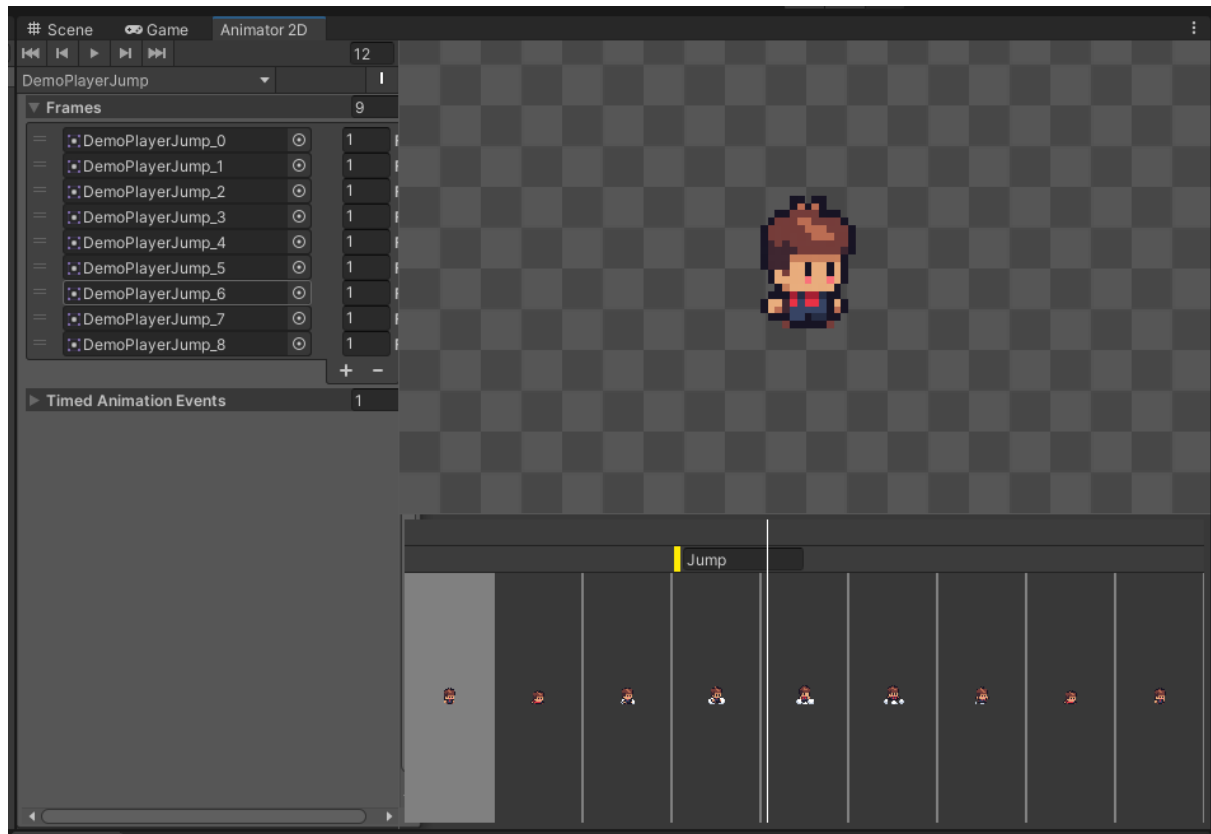 Scene Game Animator 2D
12
DemoPlayerJump
Frames 9
DemoPlayerJump_0 1
DemoPlayerJump_1 1
DemoPlayerJump_2 1
DemoPlayerJump_3 1
DemoPlayerJump_4 1
DemoPlayerJump_5 1
DemoPlayerJump_6 1
DemoPlayerJump_7 1
DemoPlayerJump_8 1
+ -
Timed Animation Events 1
Jump